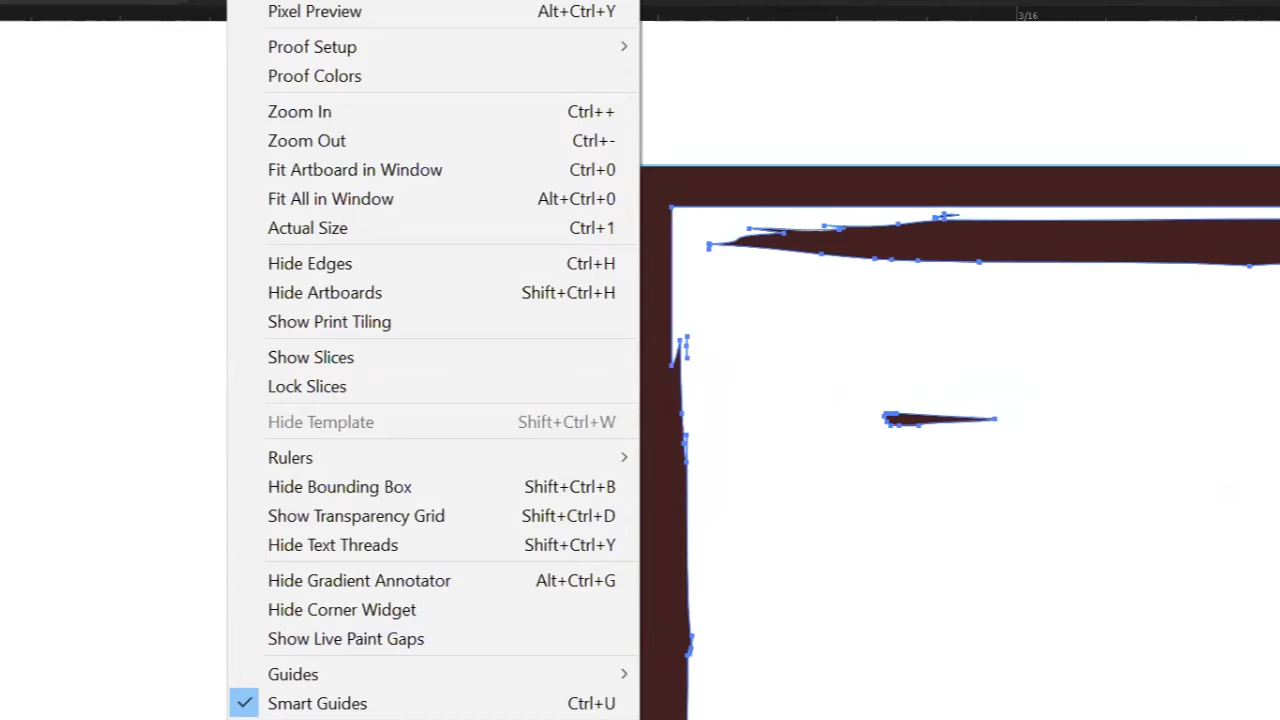 3/16
Pixel Preview Alt+Ctrl+Y
Proof Setup
Proof Colors
Zoom In Ctrl++
Zoom Out Ctrl+-
Fit Artboard in Window Ctrl+0
Fit All in Window Alt+Ctrl+0
Actual Size Ctrl+1
Hide Edges Ctrl+H
Hide Artboards Shift+Ctrl+H
Show Print Tiling
Show Slices
Lock Slices
Hide Template Shift+Ctrl+W
Rulers
Hide Bounding Box Shift+Ctrl+B
Show Transparency Grid Shift+Ctrl+D
Hide Text Threads Shift+Ctrl+Y
Hide Gradient Annotator Alt+Ctrl+G
Hide Corner Widget
Show Live Paint Gaps
Guides
Smart Guides Ctrl+U